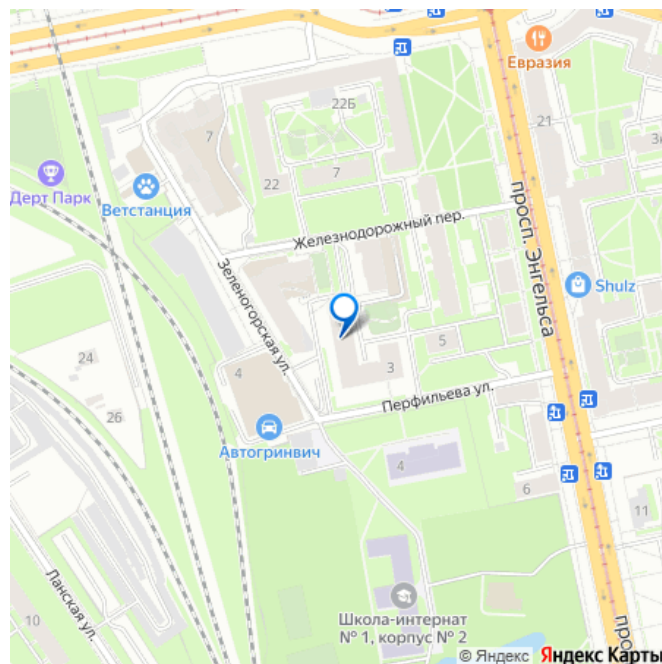 Евразия
22Б
21
7
Дерт Парк
Ветстанция
22
7
просп. Энгельса
Железнодорожный пер.
Зеленогорская ул.
Shulz
5
24
4
3
26
Перфильева ул.
Автогринвич
4
6
11
Ланская ул.
10
Школа-интернат
№ 1, корпус № 2
про
© Яндекс Яндекс Карты